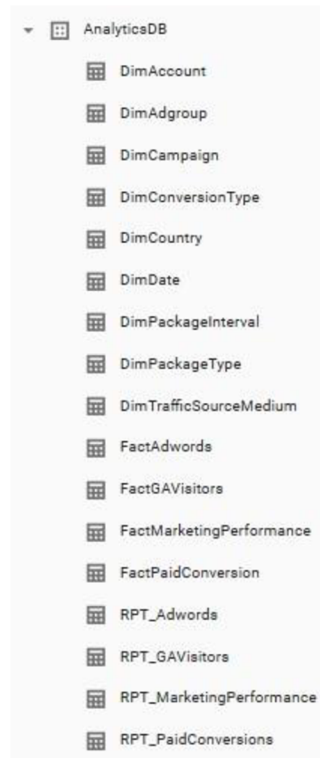 AnalyticsDB
DimAccount
DimAdgroup
DimCampaign
DimConversionType
DimCountry
DimDate
DimPackageInterval
DimPackageType
DimTrafficSourceMedium
FactAdwords
FactGAVisitors
FactMarketingPerformance
FactPaidConversion
RPT_Adwords
RPT_GAVisitors
RPT_MarketingPerformance
RPT_PaidConversions